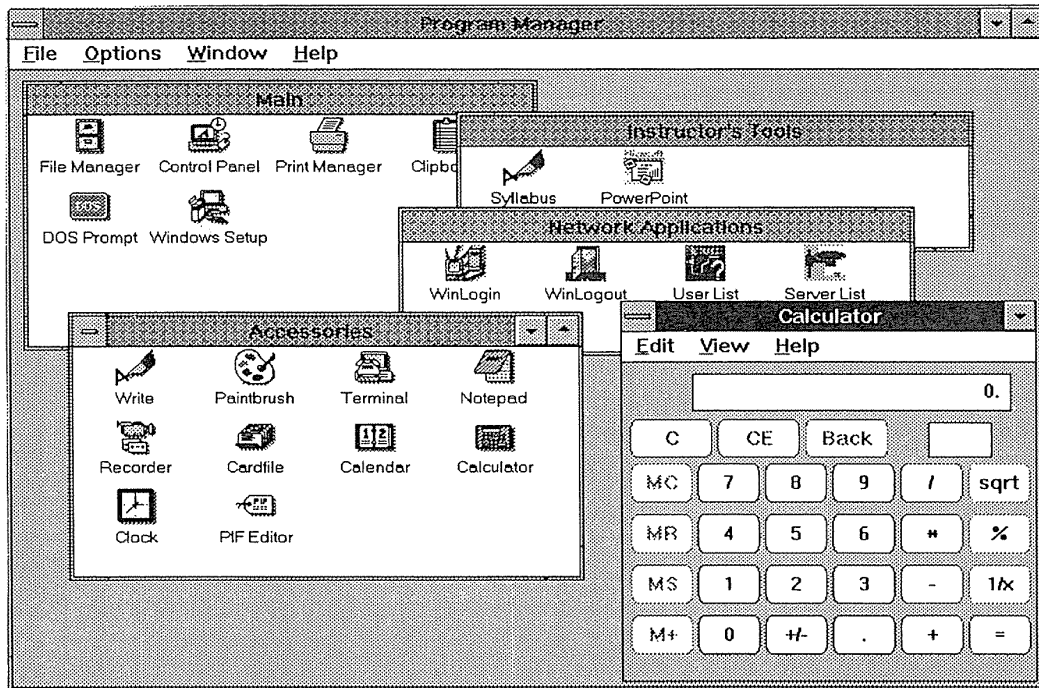 Program Manager
File Options Window Help
Main
File Manager Control Panel Print Manager Clipbo
DOS Prompt Windows Setup
Instructor's Tools
Syllabus PowerPoint
Network Applications
WinLogin WinLogout User List Server List
Accessories
Write Paintbrush Terminal Notepad
Recorder Cardfile Calendar Calculator
Clock PIF Editor
Calculator
Edit View Help
0.
C CE Back
MC 7 8 9 / sqrt
MR 4 5 6 * %
MS 1 2 3 - 1/x
M+ 0 +/- . + =